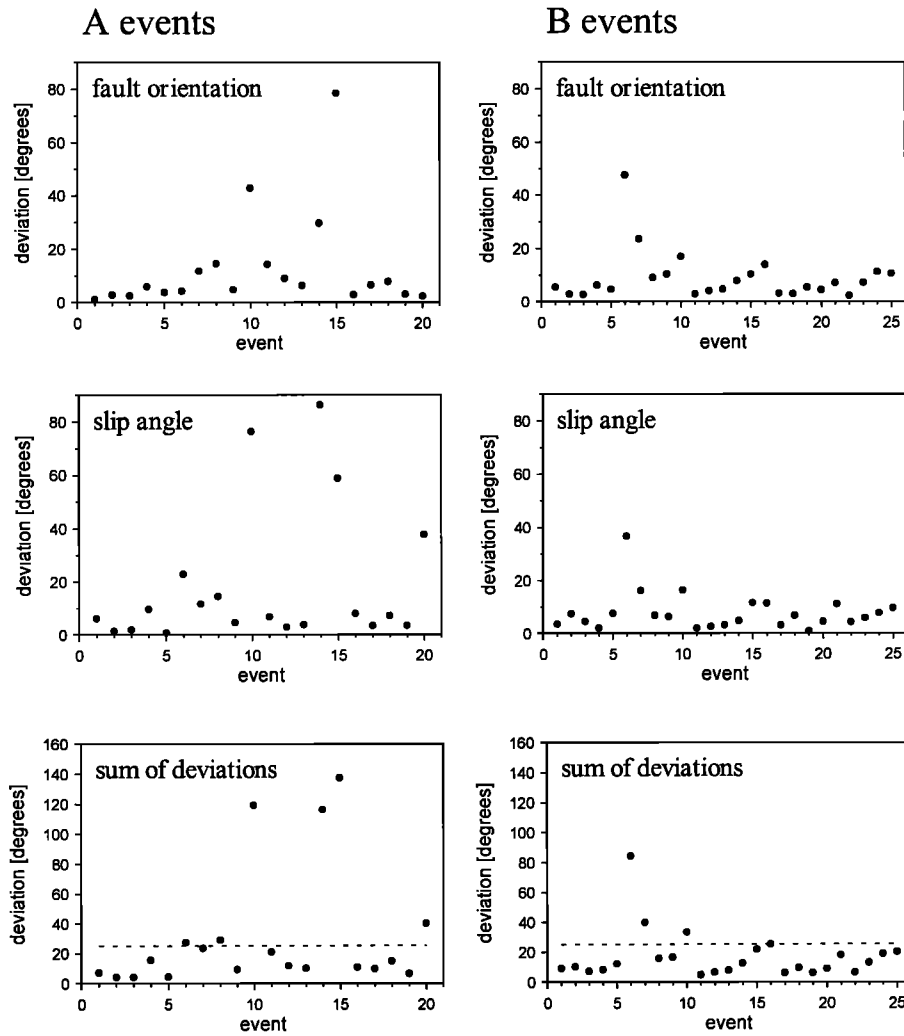 A events
B events
fault orientation
deviation [degrees]
80
60
40
20
0
0 5 10 15 20
event
fault orientation
deviation [degrees]
80
60
40
20
0
0 5 10 15 20 25
event
slip angle
deviation [degrees]
80
60
40
20
0
0 5 10 15 20
event
slip angle
deviation [degrees]
80
60
40
20
0
0 5 10 15 20 25
event
sum of deviations
deviation [degrees]
160
140
120
100
80
60
40
20
0
0 5 10 15 20
event
sum of deviations
deviation [degrees]
160
140
120
100
80
60
40
20
0
0 5 10 15 20 25
event